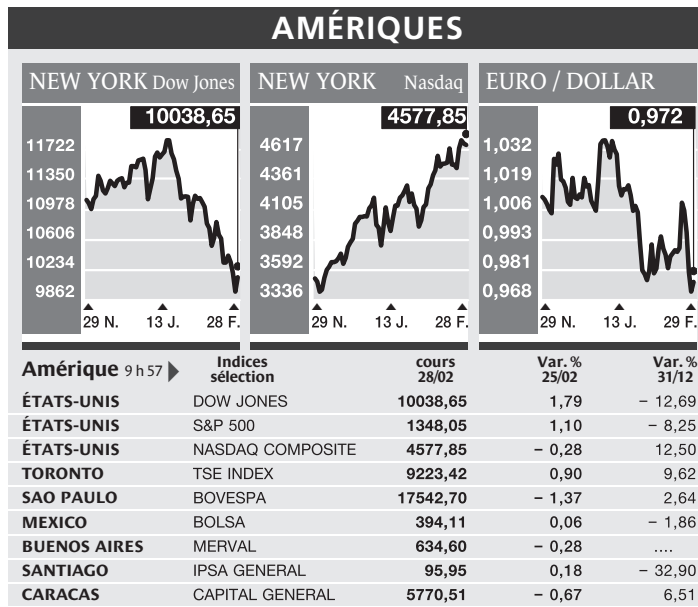 AMÉRIQUES
NEW YORK Dow Jones
10038,65
11722
11350
10978
10606
10234
9862
29 N. 13 J. 28 F.
NEW YORK Nasdaq
4577,85
4617
4361
4105
3848
3592
3336
29 N. 13 J. 28 F.
EURO / DOLLAR
0,972
1,032
1,019
1,006
0,993
0,981
0,968
29 N. 13 J. 29 F.
Amérique 9 h 57 Indices sélection cours 28/02 Var. % 25/02 Var. % 31/12
ÉTATS-UNIS DOW JONES 10038,65 1,79 – 12,69
ÉTATS-UNIS S&P 500 1348,05 1,10 – 8,25
ÉTATS-UNIS NASDAQ COMPOSITE 4577,85 – 0,28 12,50
TORONTO TSE INDEX 9223,42 0,90 9,62
SAO PAULO BOVESPA 17542,70 – 1,37 2,64
MEXICO BOLSA 394,11 0,06 – 1,86
BUENOS AIRES MERVAL 634,60 – 0,28 ....
SANTIAGO IPSA GENERAL 95,95 0,18 – 32,90
CARACAS CAPITAL GENERAL 5770,51 – 0,67 6,51